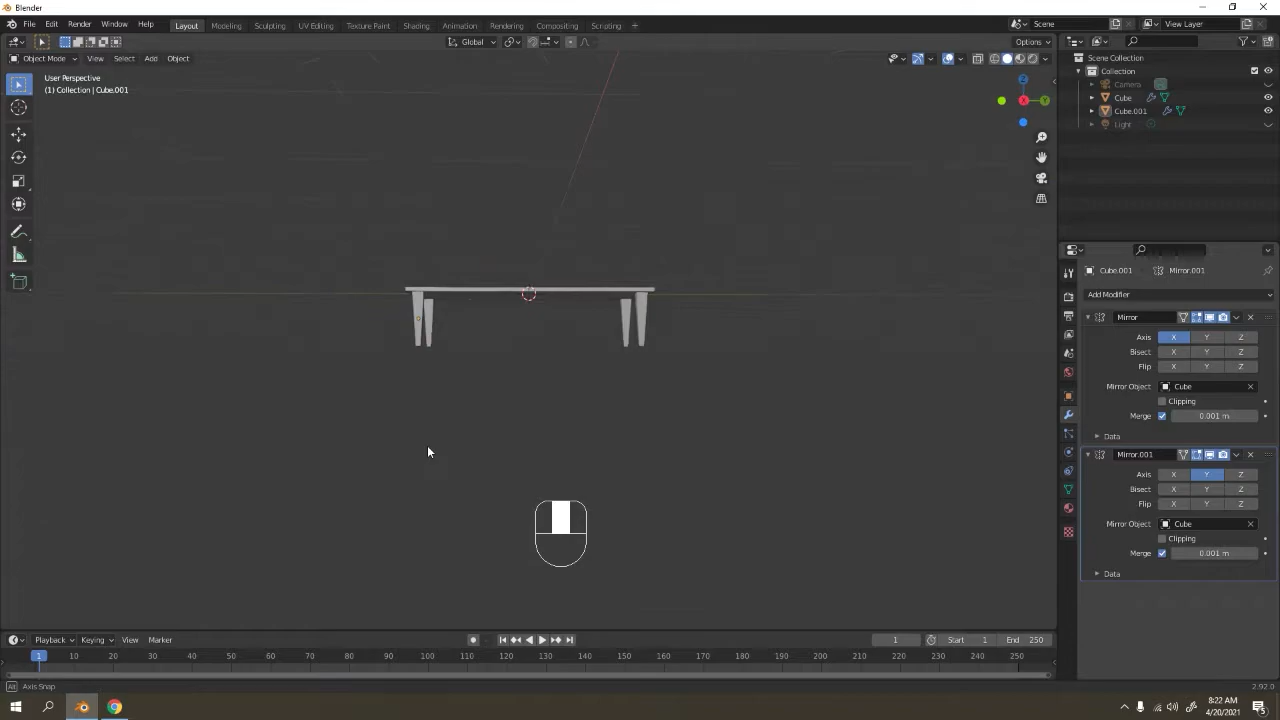 Blender
File Edit Render Window Help
Layout Modeling Sculpting UV Editing Texture Paint Shading Animation Rendering Compositing Scripting +
Scene
View Layer
Global
Options
Object Mode View Select Add Object
User Perspective
(1) Collection | Cube.001
Z
X
Y
Scene Collection
Collection
Camera
Cube
Cube.001
Light
Cube.001 Mirror.001
Add Modifier
Mirror
Axis X Y Z
Bisect X Y Z
Flip X Y Z
Mirror Object Cube
Clipping
Merge 0.001 m
Data
Mirror.001
Axis X Y Z
Bisect X Y Z
Flip X Y Z
Mirror Object Cube
Clipping
Merge 0.001 m
Data
Playback Keying View Marker
1 Start 1 End 250
1 10 20 30 40 50 60 70 80 90 100 110 120 130 140 150 160 170 180 190 200 210 220 230 240 250
Alt Axis Snap
2.92.0
8:22 AM
4/20/2021